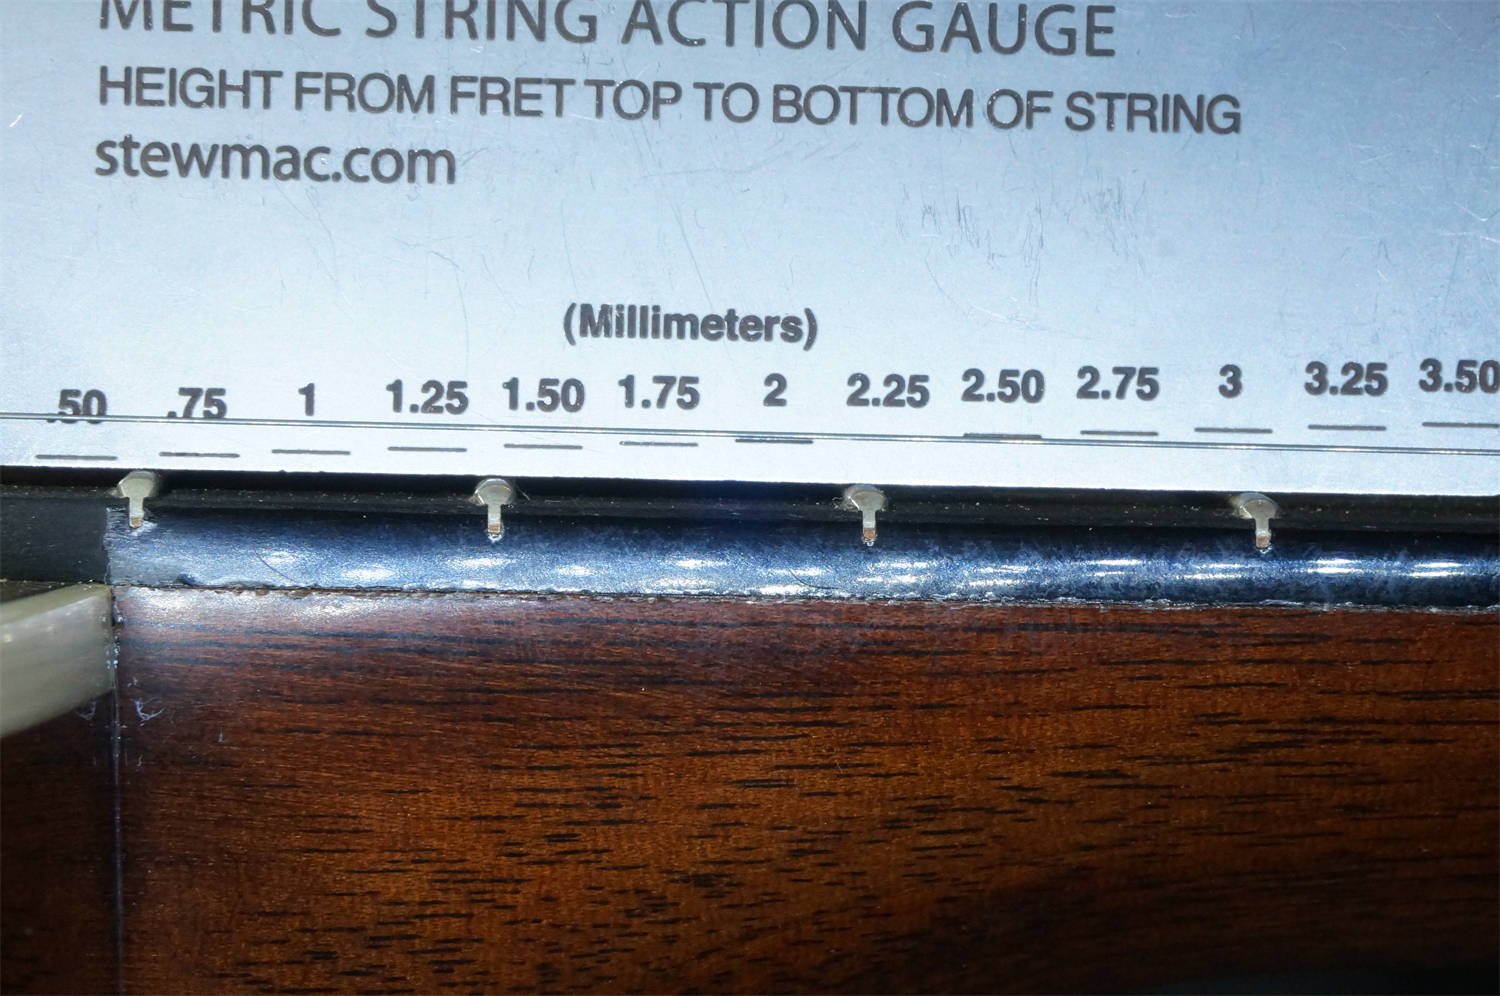 METRIC STRING ACTION GAUGE
HEIGHT FROM FRET TOP TO BOTTOM OF STRING
stewmac.com
(Millimeters)
.50 .75 1 1.25 1.50 1.75 2 2.25 2.50 2.75 3 3.25 3.50